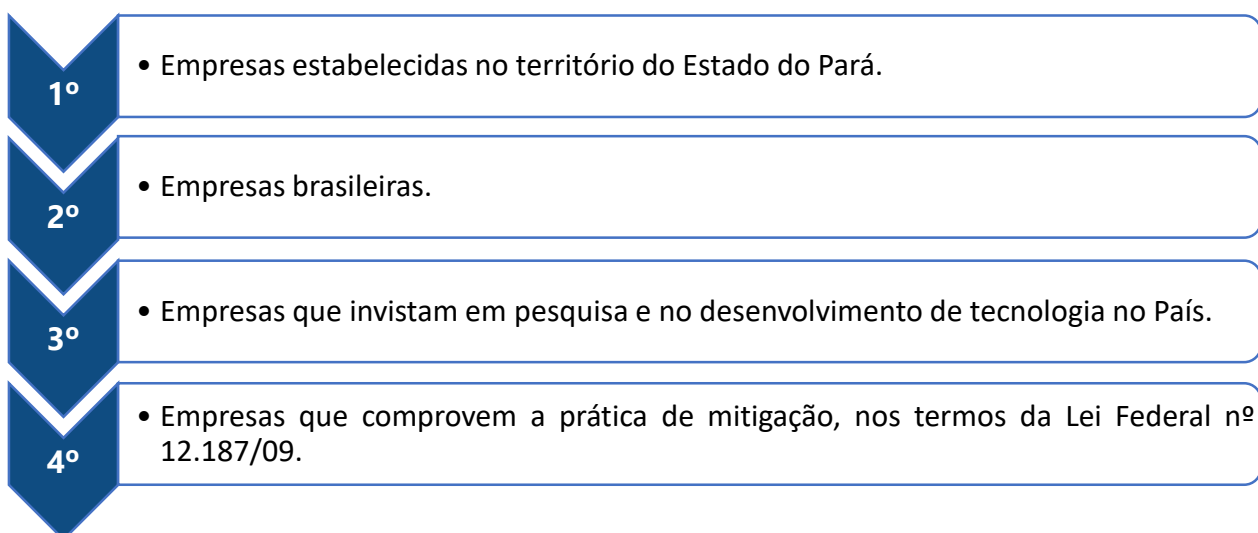 1º
• Empresas estabelecidas no território do Estado do Pará.
2º
• Empresas brasileiras.
3º
• Empresas que invistam em pesquisa e no desenvolvimento de tecnologia no País.
4º
• Empresas que comprovem a prática de mitigação, nos termos da Lei Federal nº
12.187/09.